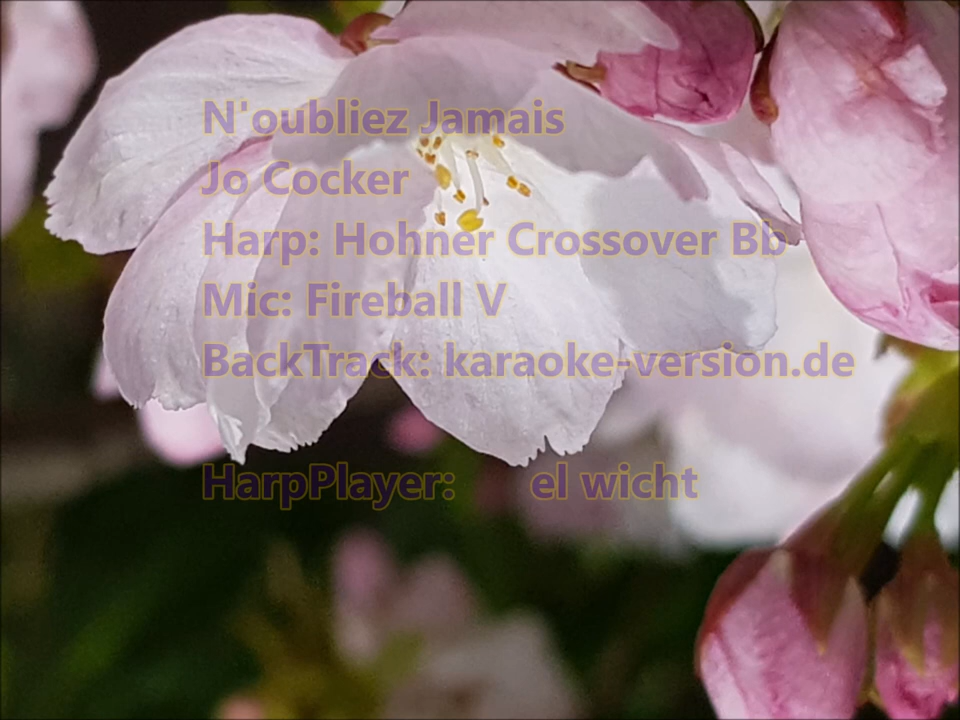 N'oubliez Jamais
Jo Cocker
Harp: Hohner Crossover Bb
Mic: Fireball V
BackTrack: karaoke-version.de
HarpPlayer: el wicht